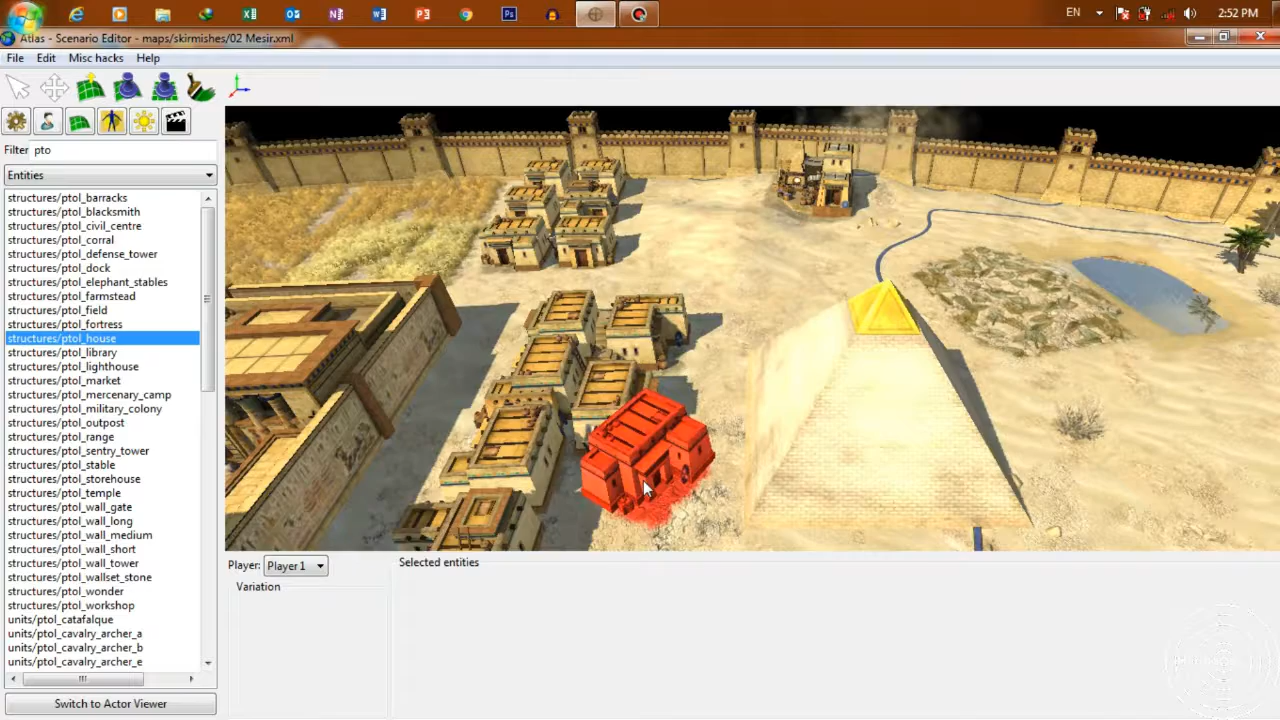 EN
2:52 PM
Atlas - Scenario Editor - maps/skirmishes/02 Mesir.xml
File Edit Misc hacks Help
Filter pto
Entities
structures/ptol_barracks
structures/ptol_blacksmith
structures/ptol_civil_centre
structures/ptol_corral
structures/ptol_defense_tower
structures/ptol_dock
structures/ptol_elephant_stables
structures/ptol_farmstead
structures/ptol_field
structures/ptol_fortress
structures/ptol_house
structures/ptol_library
structures/ptol_lighthouse
structures/ptol_market
structures/ptol_mercenary_camp
structures/ptol_military_colony
structures/ptol_outpost
structures/ptol_range
structures/ptol_sentry_tower
structures/ptol_stable
structures/ptol_storehouse
structures/ptol_temple
structures/ptol_wall_gate
structures/ptol_wall_long
structures/ptol_wall_medium
structures/ptol_wall_short
structures/ptol_wall_tower
structures/ptol_wallset_stone
structures/ptol_wonder
structures/ptol_workshop
units/ptol_catafalque
units/ptol_cavalry_archer_a
units/ptol_cavalry_archer_b
units/ptol_cavalry_archer_e
Switch to Actor Viewer
Player: Player 1
Variation
Selected entities